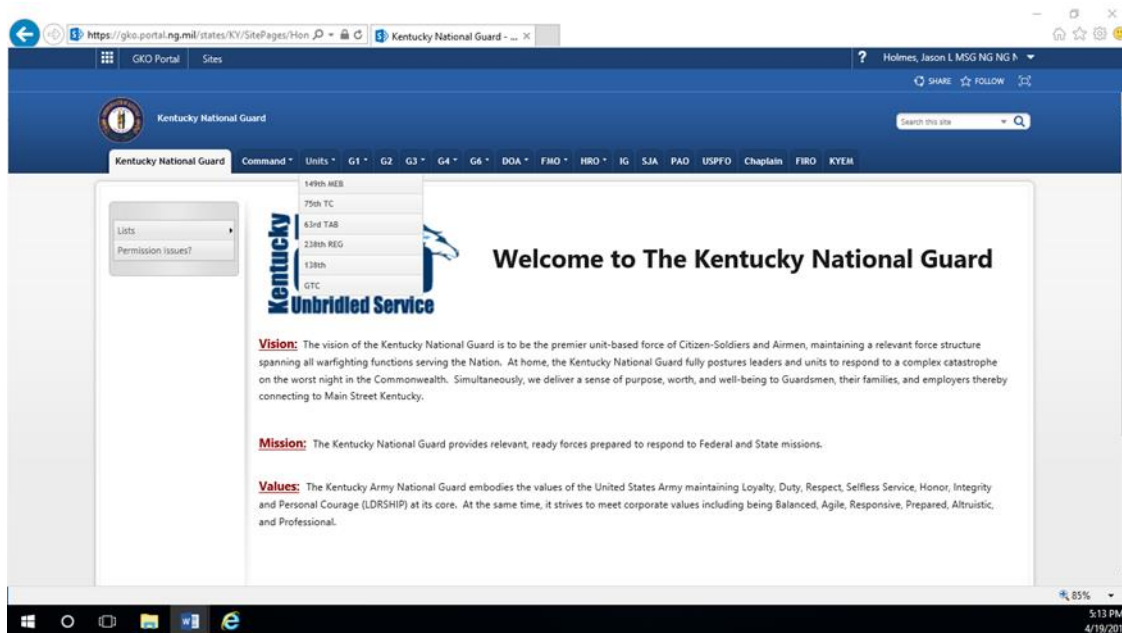 https://gko.portal.ng.mil/states/KY/SitePages/Hon
Kentucky National Guard - ...
GKO Portal Sites
? Holmes, Jason L MSG NG NG
SHARE FOLLOW
Kentucky National Guard
Search this site
Kentucky National Guard Command Units G1 G2 G3 G4 G6 DOA FMO HRO IG SJA PAO USPFO Chaplain FIRO KYEM
149th MEB
75th TC
63rd TAB
238th REG
138th
GTC
Lists
Permission issues?
Kentucky
Unbridled Service
Welcome to The Kentucky National Guard
Vision: The vision of the Kentucky National Guard is to be the premier unit-based force of Citizen-Soldiers and Airmen, maintaining a relevant force structure
spanning all warfighting functions serving the Nation. At home, the Kentucky National Guard fully postures leaders and units to respond to a complex catastrophe
on the worst night in the Commonwealth. Simultaneously, we deliver a sense of purpose, worth, and well-being to Guardsmen, their families, and employers thereby
connecting to Main Street Kentucky.
Mission: The Kentucky National Guard provides relevant, ready forces prepared to respond to Federal and State missions.
Values: The Kentucky Army National Guard embodies the values of the United States Army maintaining Loyalty, Duty, Respect, Selfless Service, Honor, Integrity
and Personal Courage (LDRSHIP) at its core. At the same time, it strives to meet corporate values including being Balanced, Agile, Responsive, Prepared, Altruistic,
and Professional.
85%
5:13 PM
4/19/201